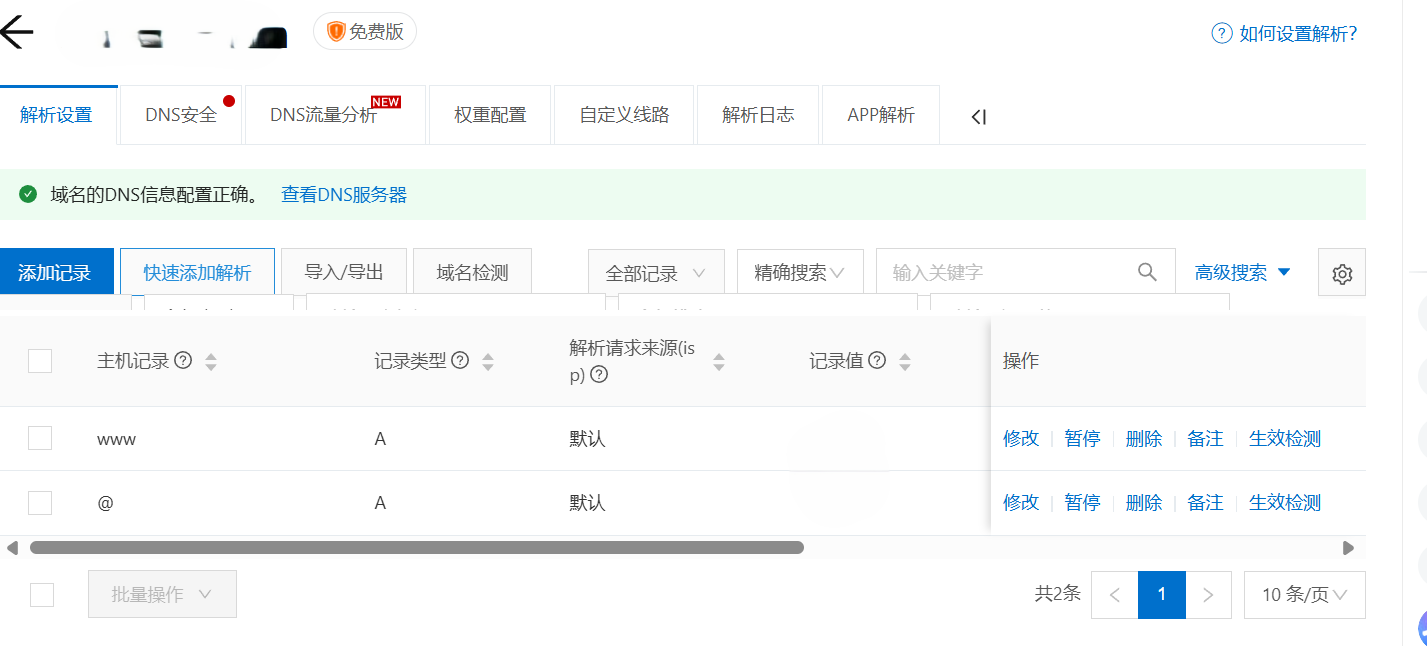 免费版
如何设置解析?
解析设置
DNS安全
DNS流量分析
NEW
权重配置
自定义线路
解析日志
APP解析
域名的DNS信息配置正确。 查看DNS服务器
添加记录
快速添加解析
导入/导出
域名检测
全部记录
精确搜索
输入关键字
高级搜索
主机记录
记录类型
解析请求来源(is
p)
记录值
操作
www A 默认 修改 暂停 删除 备注 生效检测
@ A 默认 修改 暂停 删除 备注 生效检测
批量操作
共2条
1
10 条/页